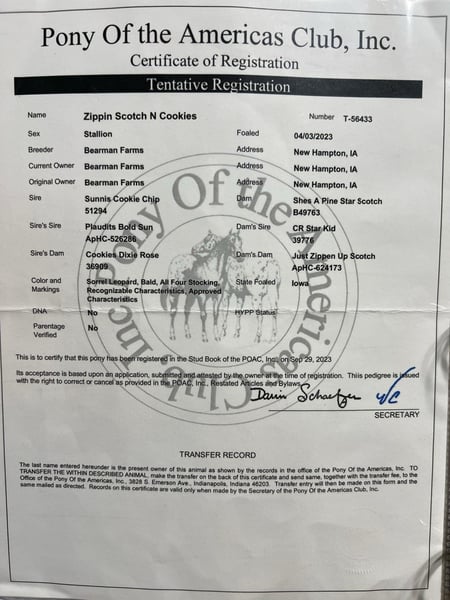 Pony Of the Americas Club, Inc.
Certificate of Registration
Tentative Registration
Name Zippin Scotch N Cookies Number T-56433
Sex Stallion Foaled 04/03/2023
Breeder Bearman Farms Address New Hampton, IA
Current Owner Bearman Farms Address New Hampton, IA
Original Owner Bearman Farms Address New Hampton, IA
Sire Sunnis Cookie Chip Dam Shes A Pine Star Scotch
51294 B49763
Sire's Sire Plaudits Bold Sun Dam's Sire CR Star Kid
ApHC-526286 39776
Sire's Dam Cookies Dixie Rose Dam's Dam Just Zippen Up Scotch
36909 ApHC-624173
Color and Markings Sorrel Leopard, Bald, All Four Stocking, State Foaled Iowa
Recognizable Characteristics, Approved
Characteristics
DNA No HYPP Status
Parentage Verified No
This is to certify that this pony has been registered in the Stud Book of the POAC, Inc., on Sep 29, 2023
Its acceptance is based upon an application, submitted and attested by the owner at the time of registration. This pedigree is issued
with the right to correct or cancel as provided in the POAC, Inc., Restated Articles and Bylaws.
SECRETARY
TRANSFER RECORD
The last name entered hereunder is the present owner of this animal as shown by the records in the office of the Pony Of the Americas, Inc. TO
TRANSFER THE WITHIN DESCRIBED ANIMAL, make the transfer on the back of this certificate and send same, together with the transfer fee, to the
Office of the Pony Of the Americas, Inc., 3828 S. Emerson Ave., Indianapolis, Indiana 46203. Transfer entry will then be made on this form and the
same mailed as directed. Records on this certificate are valid only when made by the Secretary of the Pony Of the Americas Club, Inc.
Pony Of the Americas Club Inc